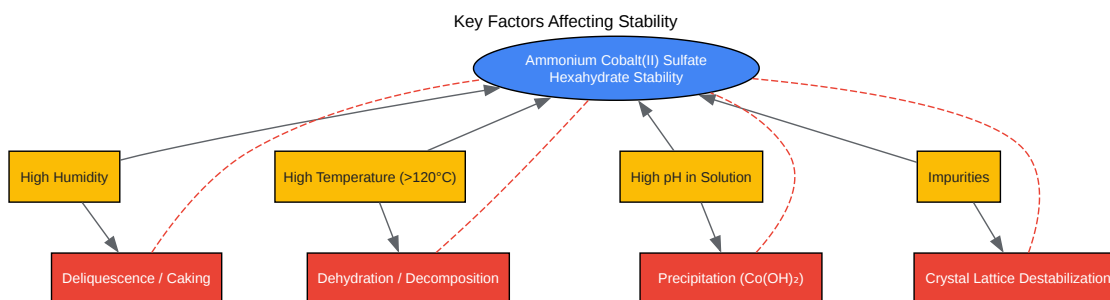 Key Factors Affecting Stability
Ammonium Cobalt(II) Sulfate
Hexahydrate Stability
High Humidity
High Temperature (>120°C)
High pH in Solution
Impurities
Deliquescence / Caking
Dehydration / Decomposition
Precipitation (Co(OH)₂)
Crystal Lattice Destabilization